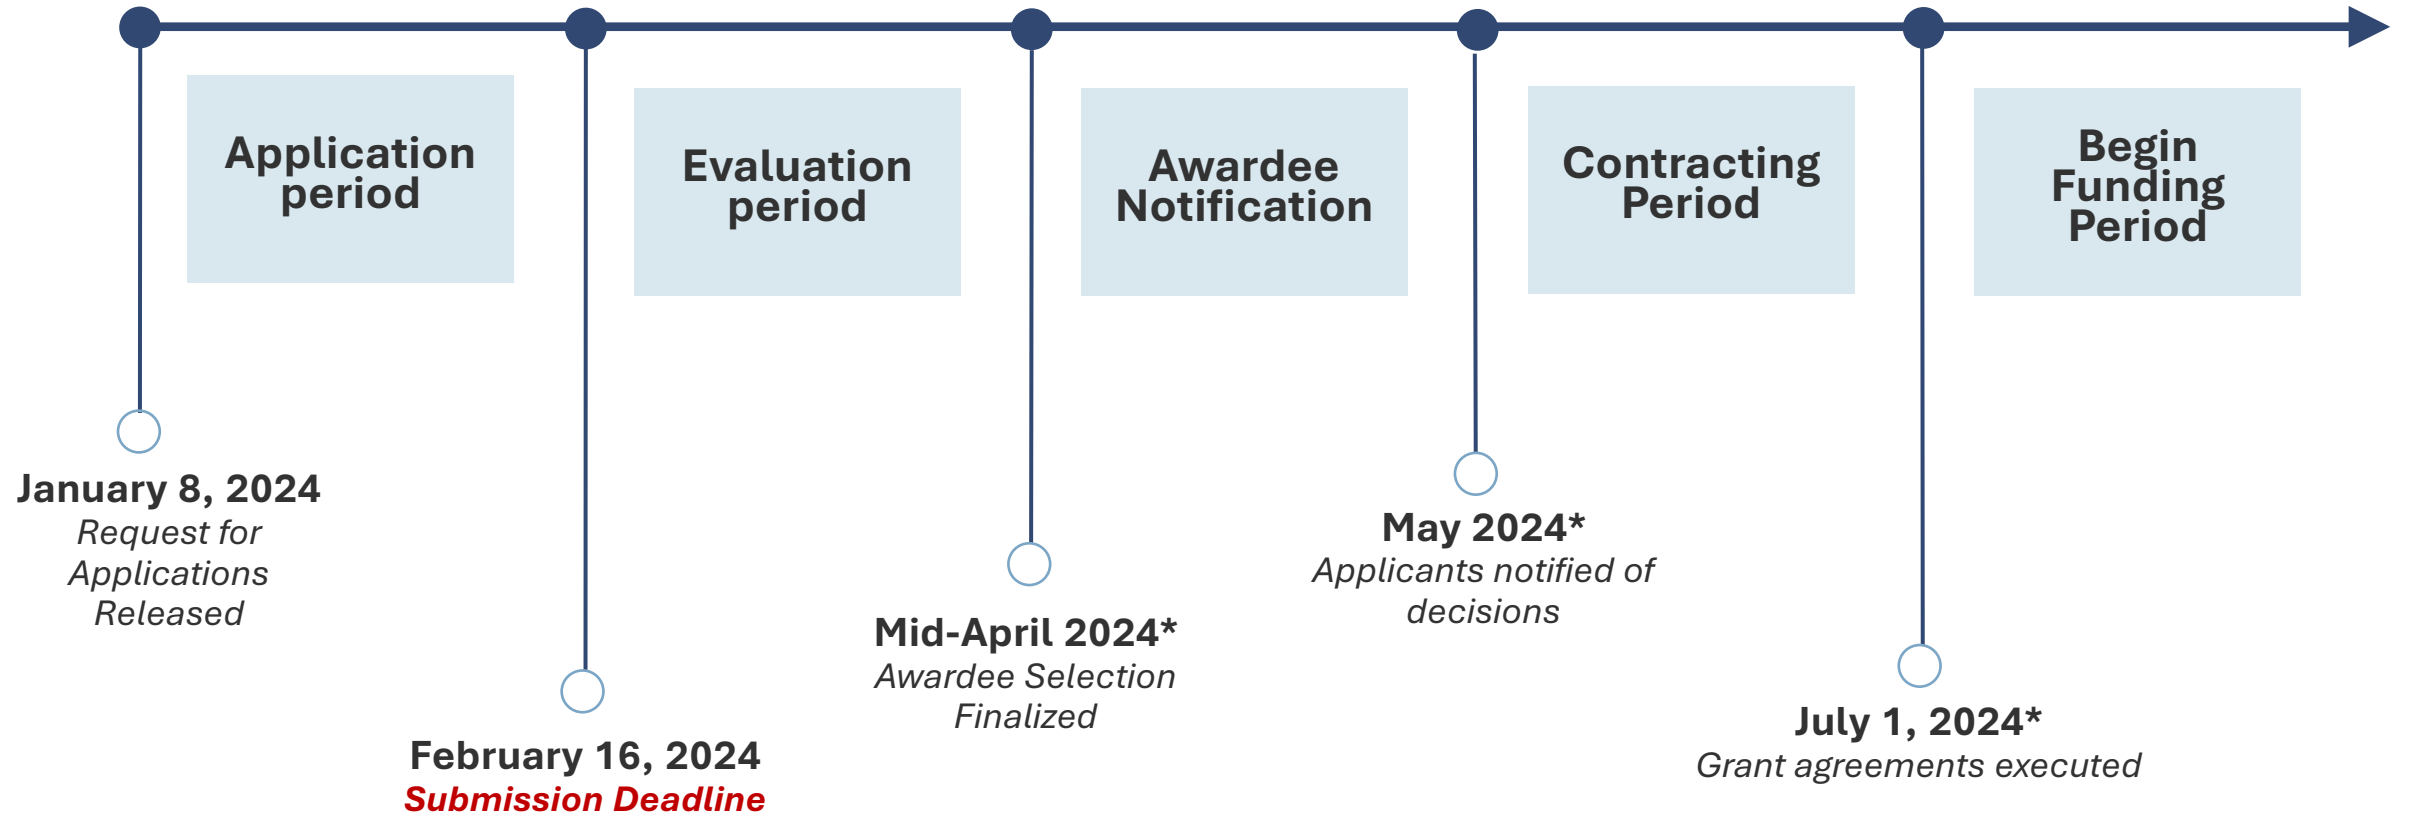 Application
period
Evaluation
period
Awardee
Notification
Contracting
Period
Begin
Funding
Period
January 8, 2024
Request for
Applications
Released
February 16, 2024
Submission Deadline
Mid-April 2024*
Awardee Selection
Finalized
May 2024*
Applicants notified of
decisions
July 1, 2024*
Grant agreements executed